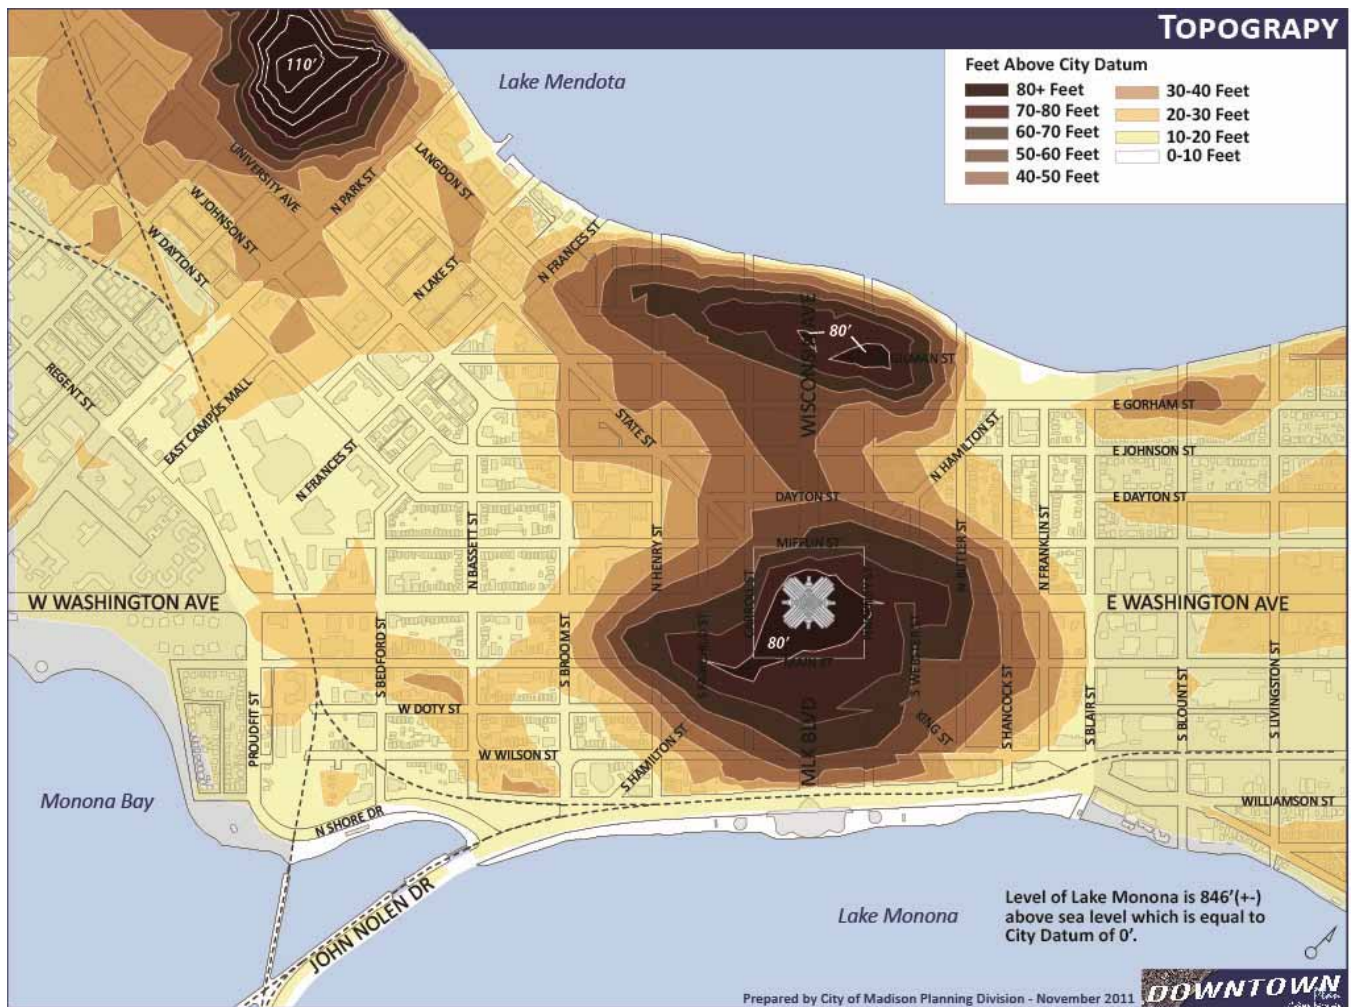 TOPOGRAPY
Feet Above City Datum
80+ Feet
70-80 Feet
60-70 Feet
50-60 Feet
40-50 Feet
30-40 Feet
20-30 Feet
10-20 Feet
0-10 Feet
110'
Lake Mendota
UNIVERSITY AVE
N PARK ST
LANGDON ST
W JOHNSON ST
W DAYTON ST
N LAKE ST
N FRANCES ST
WISCONSIN AVE
80'
GILMAN ST
REGENT ST
EAST CAMPUS MALL
N FRANCES ST
STATE ST
N HAMILTON ST
E GORHAM ST
E JOHNSON ST
E DAYTON ST
DAYTON ST
MIFFLIN ST
N BASSETT ST
N HENRY ST
CARROLL ST
N BUTLER ST
N FRANKLIN ST
W WASHINGTON AVE
E WASHINGTON AVE
80'
MAIN ST
S BEDFORD ST
S BROOM ST
S WEBSTER ST
S HANCOCK ST
S BLAIR ST
S BLOUNT ST
S LIVINGSTON ST
PROUDFIT ST
W DOTY ST
W WILSON ST
S HAMILTON ST
MLK BLVD
KING ST
WILLIAMSON ST
Monona Bay
N SHORE DR
JOHN NOLEN DR
Lake Monona
Level of Lake Monona is 846'(+-)
above sea level which is equal to
City Datum of 0'.
Prepared by City of Madison Planning Division - November 2011
DOWNTOWN
Plan